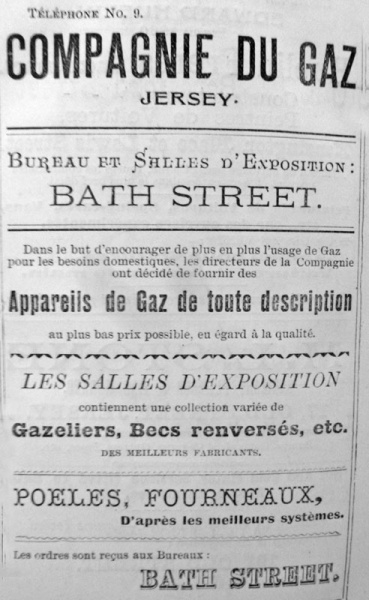 TÉLÉPHONE No. 9.
COMPAGNIE DU GAZ
JERSEY.
BUREAU ET SALLES D'EXPOSITION:
BATH STREET.
Dans le but d'encourager de plus en plus l'usage de Gaz
pour les besoins domestiques, les directeurs de la Compagnie
ont décidé de fournir des
Appareils de Gaz de toute description
au plus bas prix possible, eu égard à la qualité.
LES SALLES D'EXPOSITION
contiennent une collection variée de
Gazeliers, Becs renversés, etc.
DES MEILLEURS FABRICANTS.
POELES, FOURNEAUX,
D'après les meilleurs systèmes.
Les ordres sont reçus aux Bureaux:
BATH STREET.